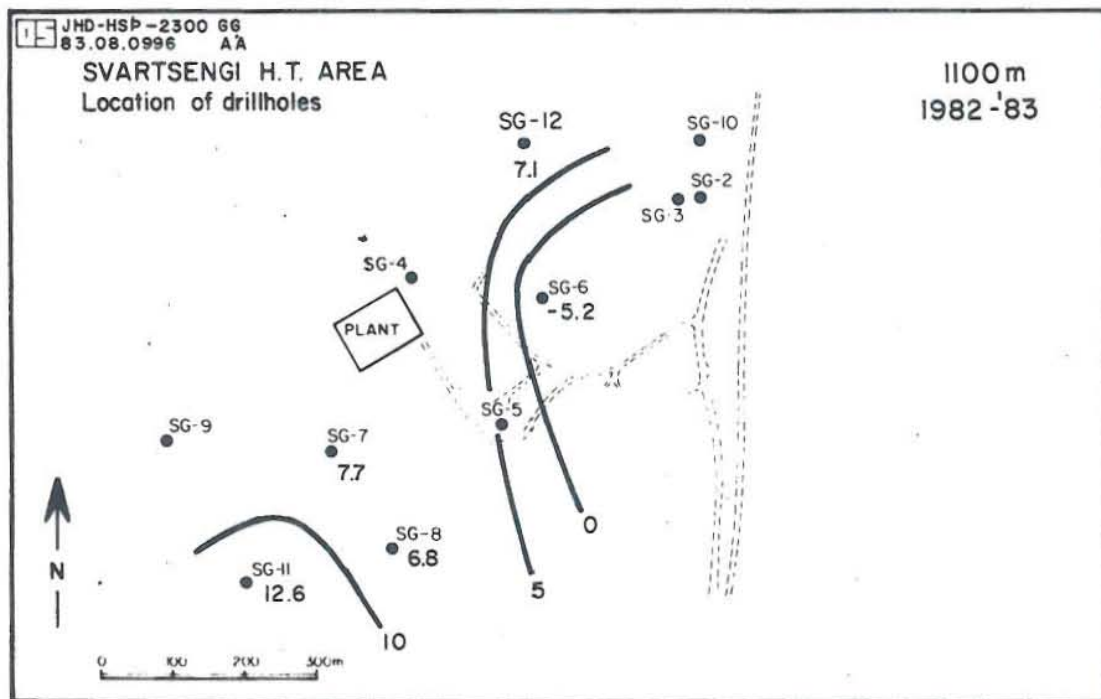 OS JHD-HSÞ-2300 GG
83.08.0996 AA
SVARTSENGI H.T. AREA
Location of drillholes
1100m
1982-'83
SG-12
7.1
SG-10
SG-2
SG-3
SG-4
SG-6
-5.2
PLANT
SG-5
SG-9
SG-7
7.7
0
SG-8
6.8
SG-11
12.6
5
N
10
0 100 200 300m